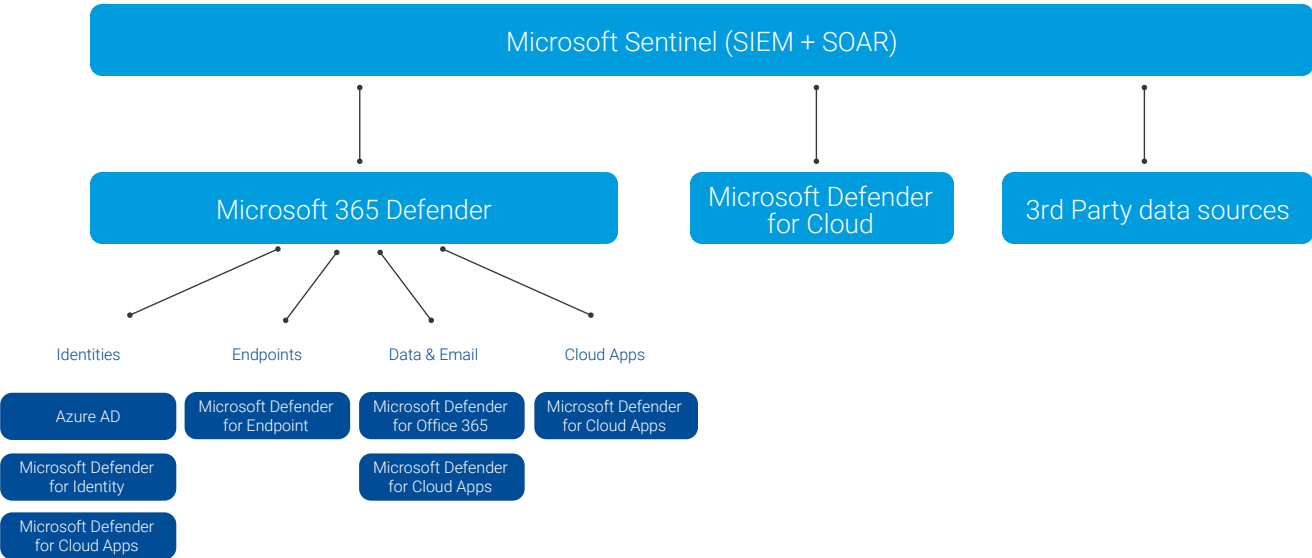 Microsoft Sentinel (SIEM + SOAR)
Microsoft 365 Defender
Microsoft Defender
for Cloud
3rd Party data sources
Identities
Endpoints
Data & Email
Cloud Apps
Azure AD
Microsoft Defender
for Identity
Microsoft Defender
for Cloud Apps
Microsoft Defender
for Endpoint
Microsoft Defender
for Office 365
Microsoft Defender
for Cloud Apps
Microsoft Defender
for Cloud Apps